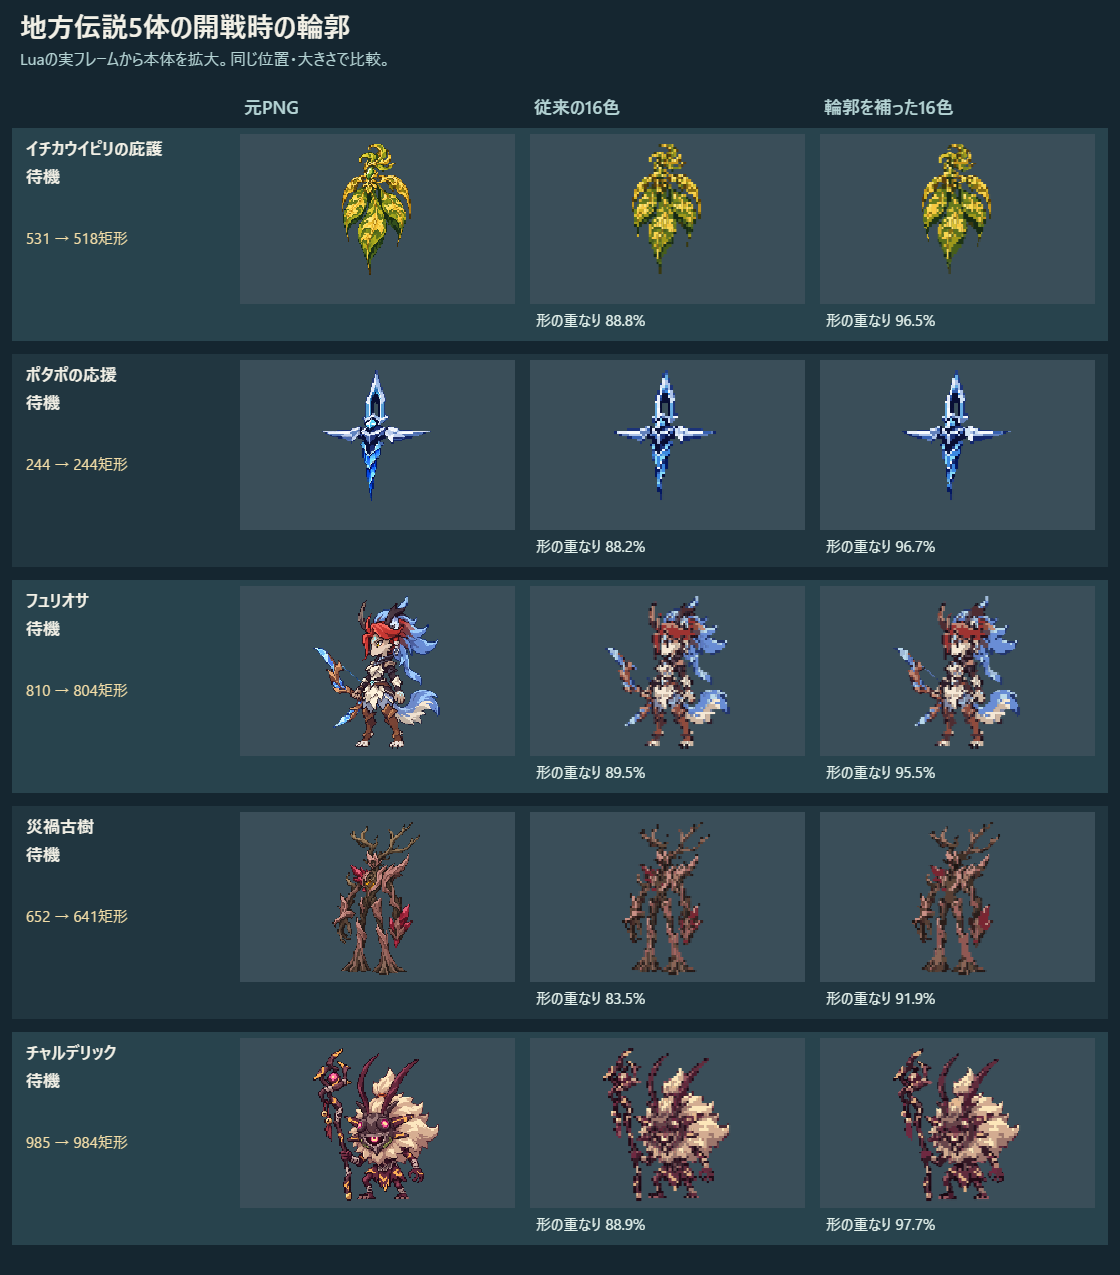 地方伝説5体の開戦時の輪郭
Luaの実フレームから本体を拡大。同じ位置・大きさで比較。
元PNG
従来の16色
輪郭を補った16色
イチカウイピリの庇護
待機
531 → 518矩形
形の重なり 88.8%
形の重なり 96.5%
ポタポの応援
待機
244 → 244矩形
形の重なり 88.2%
形の重なり 96.7%
フュリオサ
待機
810 → 804矩形
形の重なり 89.5%
形の重なり 95.5%
災禍古樹
待機
652 → 641矩形
形の重なり 83.5%
形の重なり 91.9%
チャルデリック
待機
985 → 984矩形
形の重なり 88.9%
形の重なり 97.7%